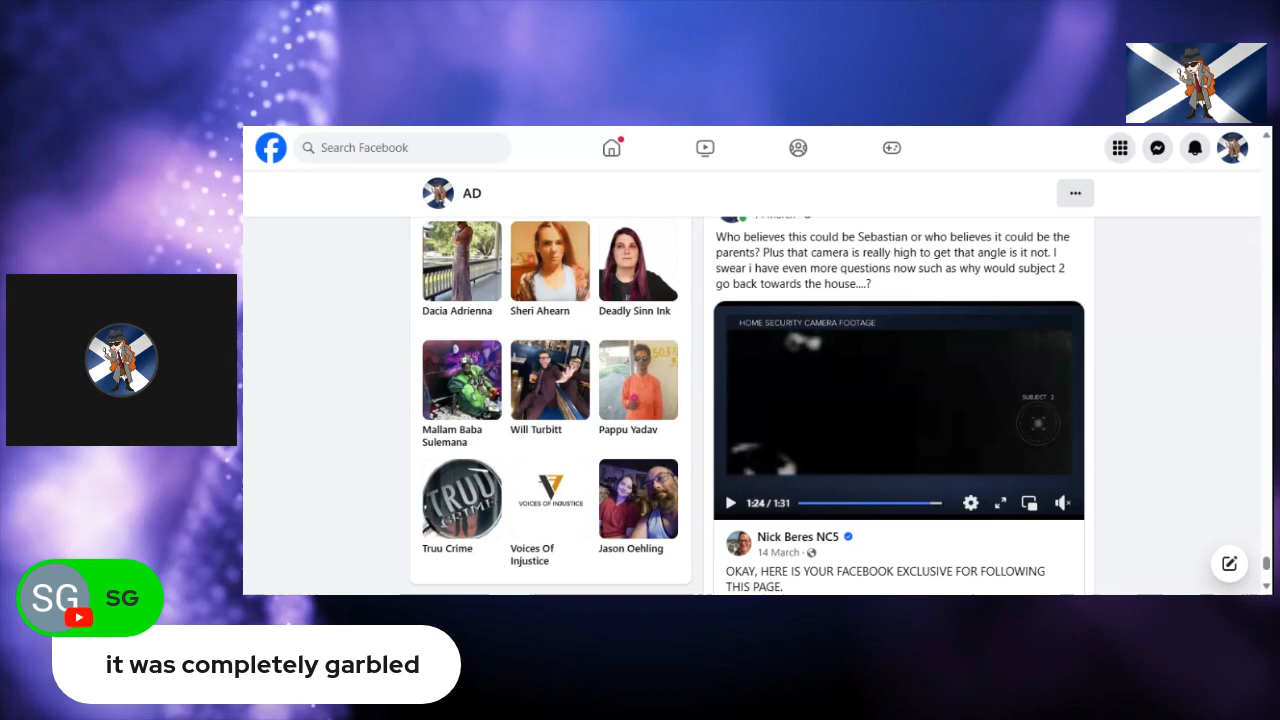 Search Facebook
AD
Dacia Adrienna
Sheri Ahearn
Deadly Sinn Ink
Mallam Baba
Sulemana
Will Turbitt
Pappu Yadav
503
TRUU
CRIME
VOICES OF INJUSTICE
Truu Crime
Voices Of
Injustice
Jason Oehling
Who believes this could be Sebastian or who believes it could be the
parents? Plus that camera is really high to get that angle is it not. I
swear i have even more questions now such as why would subject 2
go back towards the house....?
HOME SECURITY CAMERA FOOTAGE
SUBJECT 2
1:24 / 1:31
Nick Beres NC5
14 March
OKAY, HERE IS YOUR FACEBOOK EXCLUSIVE FOR FOLLOWING
THIS PAGE.
SG
SG
it was completely garbled